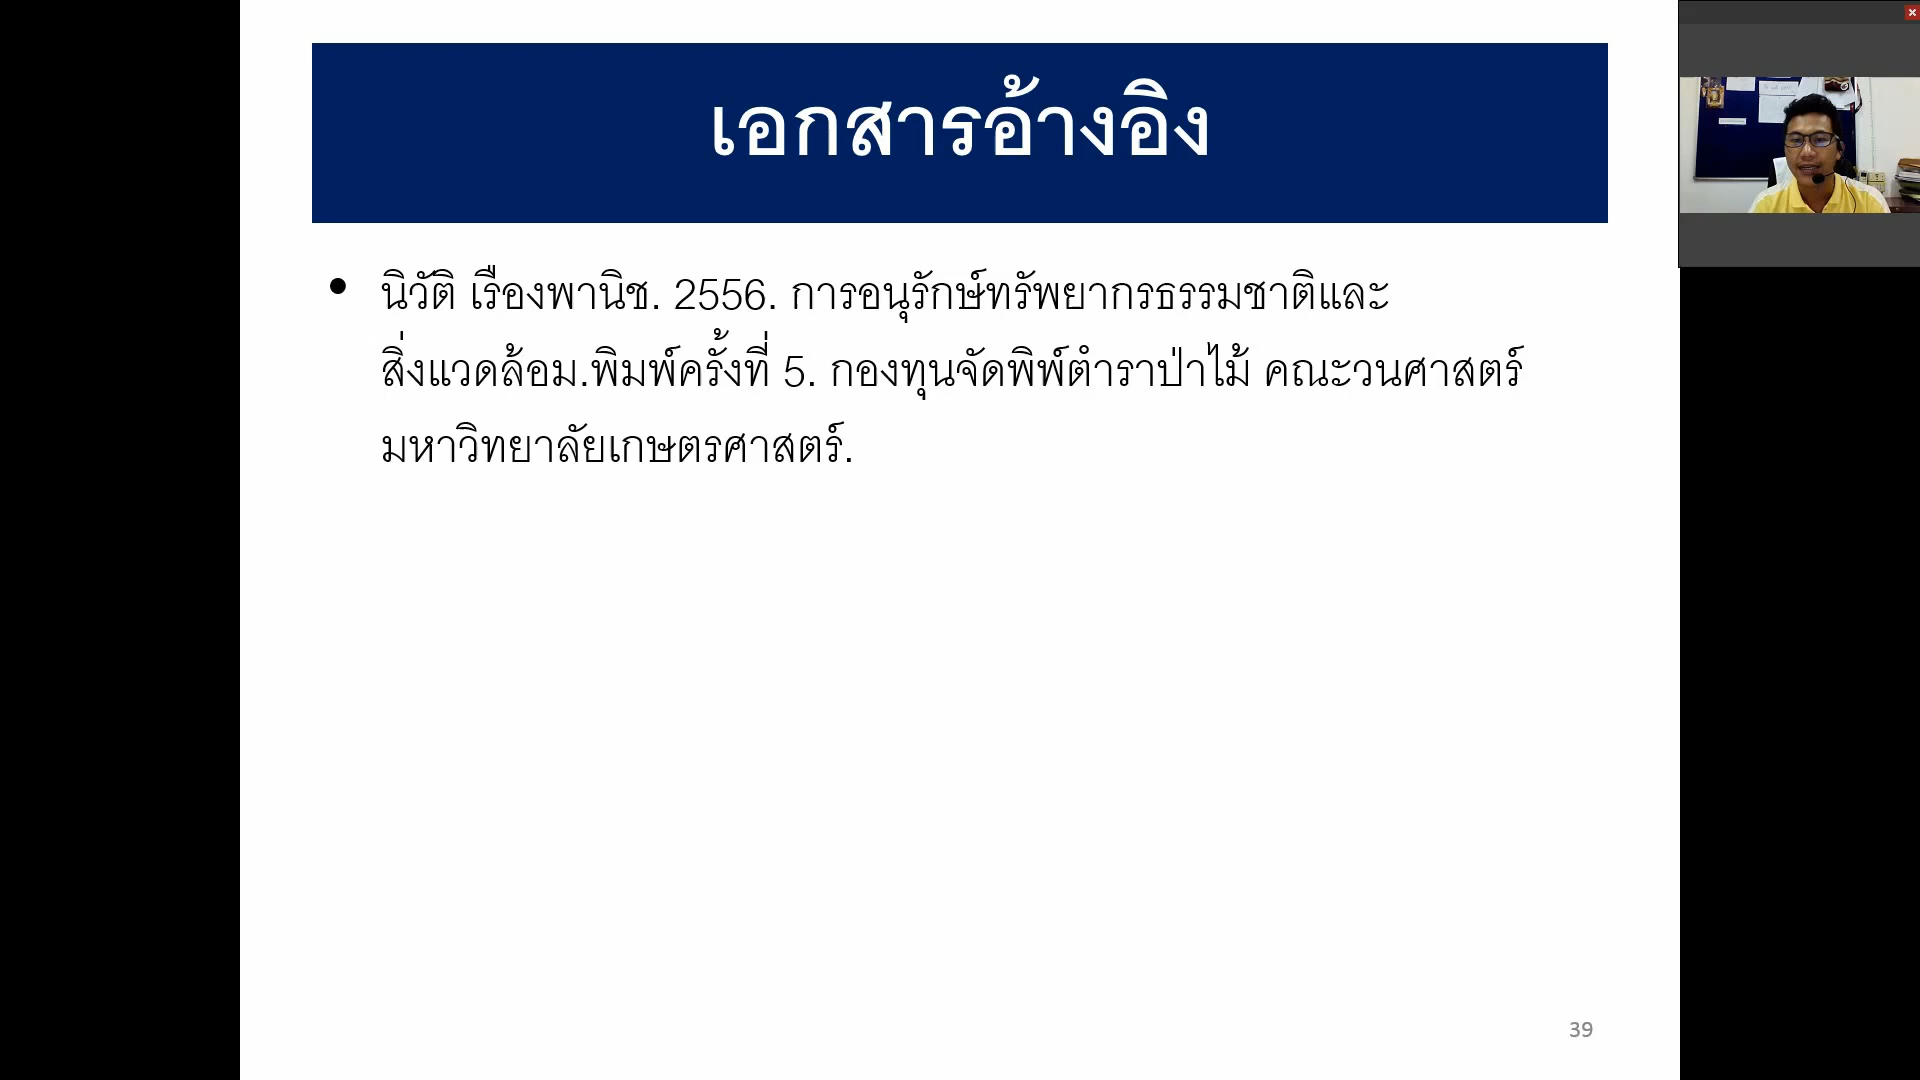 เอกสารอ้างอิง
• นิวัติ เรืองพานิช. 2556. การอนุรักษ์ทรัพยากรธรรมชาติและ
สิ่งแวดล้อม.พิมพ์ครั้งที่ 5. กองทุนจัดพิพ์ตำราป่าไม้ คณะวนศาสตร์
มหาวิทยาลัยเกษตรศาสตร์.
39